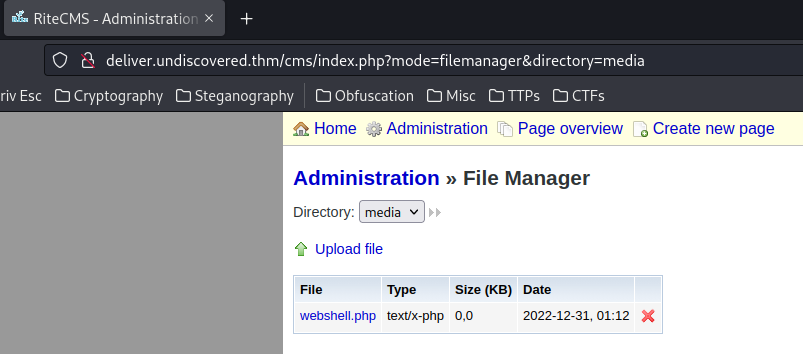 RiteCMS - Administration
deliver.undiscovered.thm/cms/index.php?mode=filemanager&directory=media
riv Esc Cryptography Steganography Obfuscation Misc TTPs CTFs
Home Administration Page overview Create new page
Administration » File Manager
Directory: media
Upload file
File Type Size (KB) Date
webshell.php text/x-php 0,0 2022-12-31, 01:12